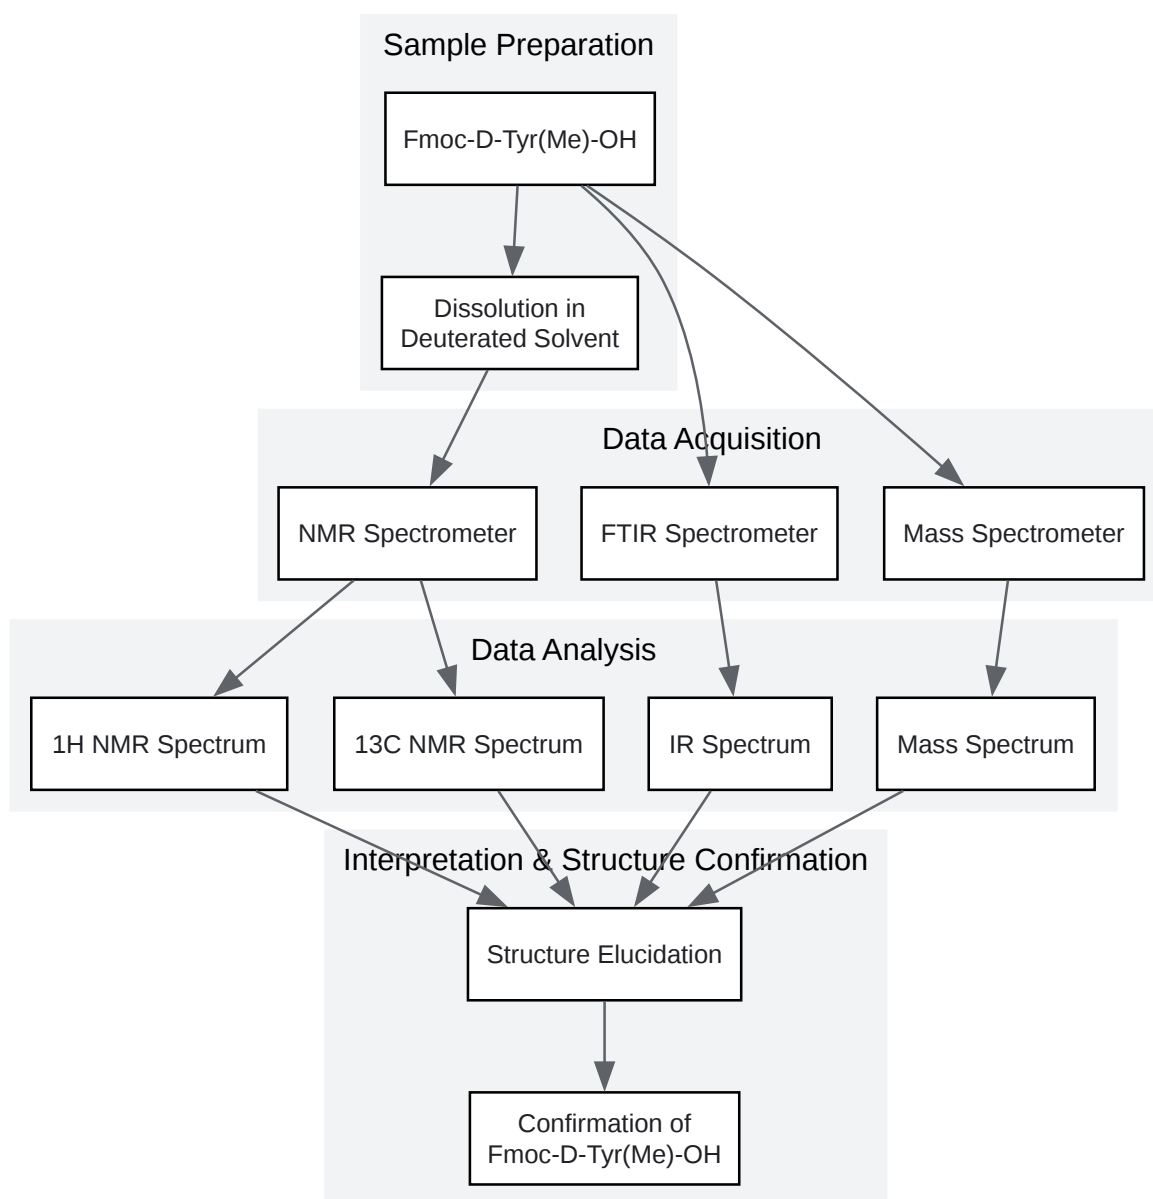 Sample Preparation
Fmoc-D-Tyr(Me)-OH
Dissolution in
Deuterated Solvent
Data Acquisition
NMR Spectrometer
FTIR Spectrometer
Mass Spectrometer
Data Analysis
1H NMR Spectrum
13C NMR Spectrum
IR Spectrum
Mass Spectrum
Interpretation & Structure Confirmation
Structure Elucidation
Confirmation of
Fmoc-D-Tyr(Me)-OH